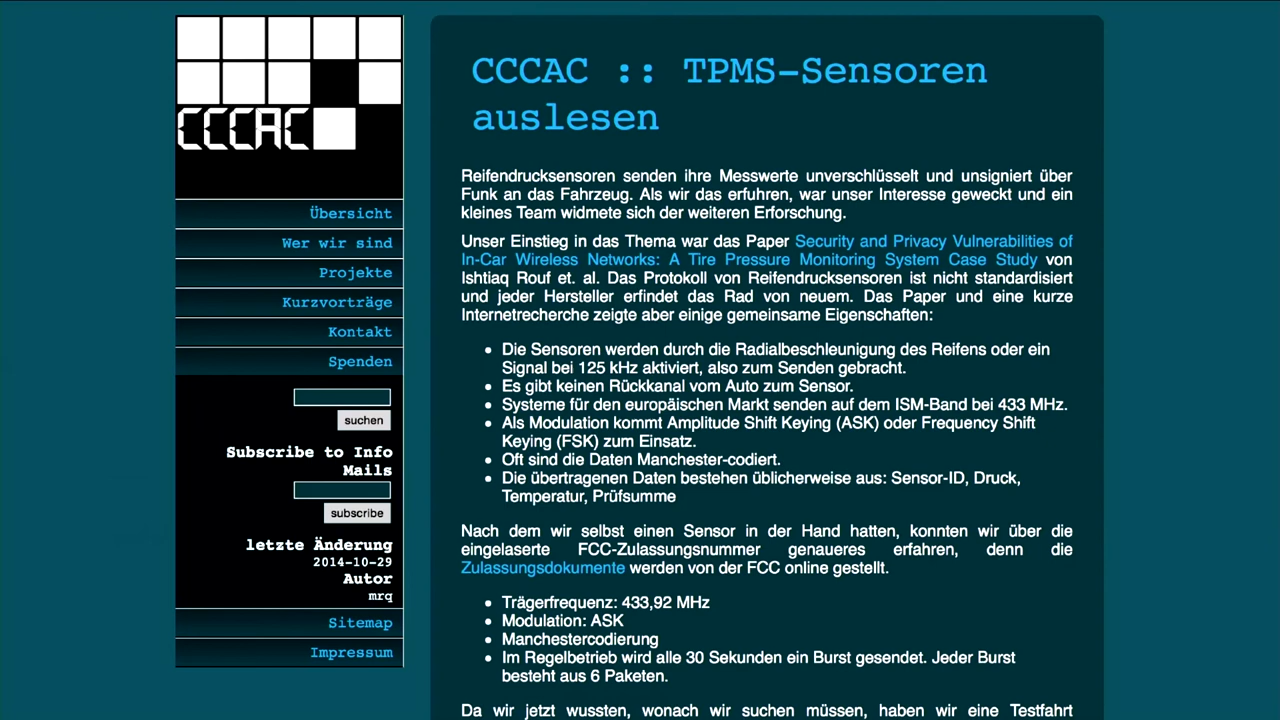 CCCAC
Übersicht
Wer wir sind
Projekte
Kurzvorträge
Kontakt
Spenden
suchen
Subscribe to Info
Mails
subscribe
letzte Änderung
2014-10-29
Autor
mrq
Sitemap
Impressum
CCCAC :: TPMS-Sensoren
auslesen
Reifendrucksensoren senden ihre Messwerte unverschlüsselt und unsigniert über
Funk an das Fahrzeug. Als wir das erfuhren, war unser Interesse geweckt und ein
kleines Team widmete sich der weiteren Erforschung.
Unser Einstieg in das Thema war das Paper Security and Privacy Vulnerabilities of
In-Car Wireless Networks: A Tire Pressure Monitoring System Case Study von
Ishtiaq Rouf et. al. Das Protokoll von Reifendrucksensoren ist nicht standardisiert
und jeder Hersteller erfindet das Rad von neuem. Das Paper und eine kurze
Internetrecherche zeigte aber einige gemeinsame Eigenschaften:
• Die Sensoren werden durch die Radialbeschleunigung des Reifens oder ein
Signal bei 125 kHz aktiviert, also zum Senden gebracht.
• Es gibt keinen Rückkanal vom Auto zum Sensor.
• Systeme für den europäischen Markt senden auf dem ISM-Band bei 433 MHz.
• Als Modulation kommt Amplitude Shift Keying (ASK) oder Frequency Shift
Keying (FSK) zum Einsatz.
• Oft sind die Daten Manchester-codiert.
• Die übertragenen Daten bestehen üblicherweise aus: Sensor-ID, Druck,
Temperatur, Prüfsumme
Nach dem wir selbst einen Sensor in der Hand hatten, konnten wir über die
eingelaserte FCC-Zulassungsnummer genaueres erfahren, denn die
Zulassungsdokumente werden von der FCC online gestellt.
• Trägerfrequenz: 433,92 MHz
• Modulation: ASK
• Manchestercodierung
• Im Regelbetrieb wird alle 30 Sekunden ein Burst gesendet. Jeder Burst
besteht aus 6 Paketen.
Da wir jetzt wussten, wonach wir suchen müssen, haben wir eine Testfahrt